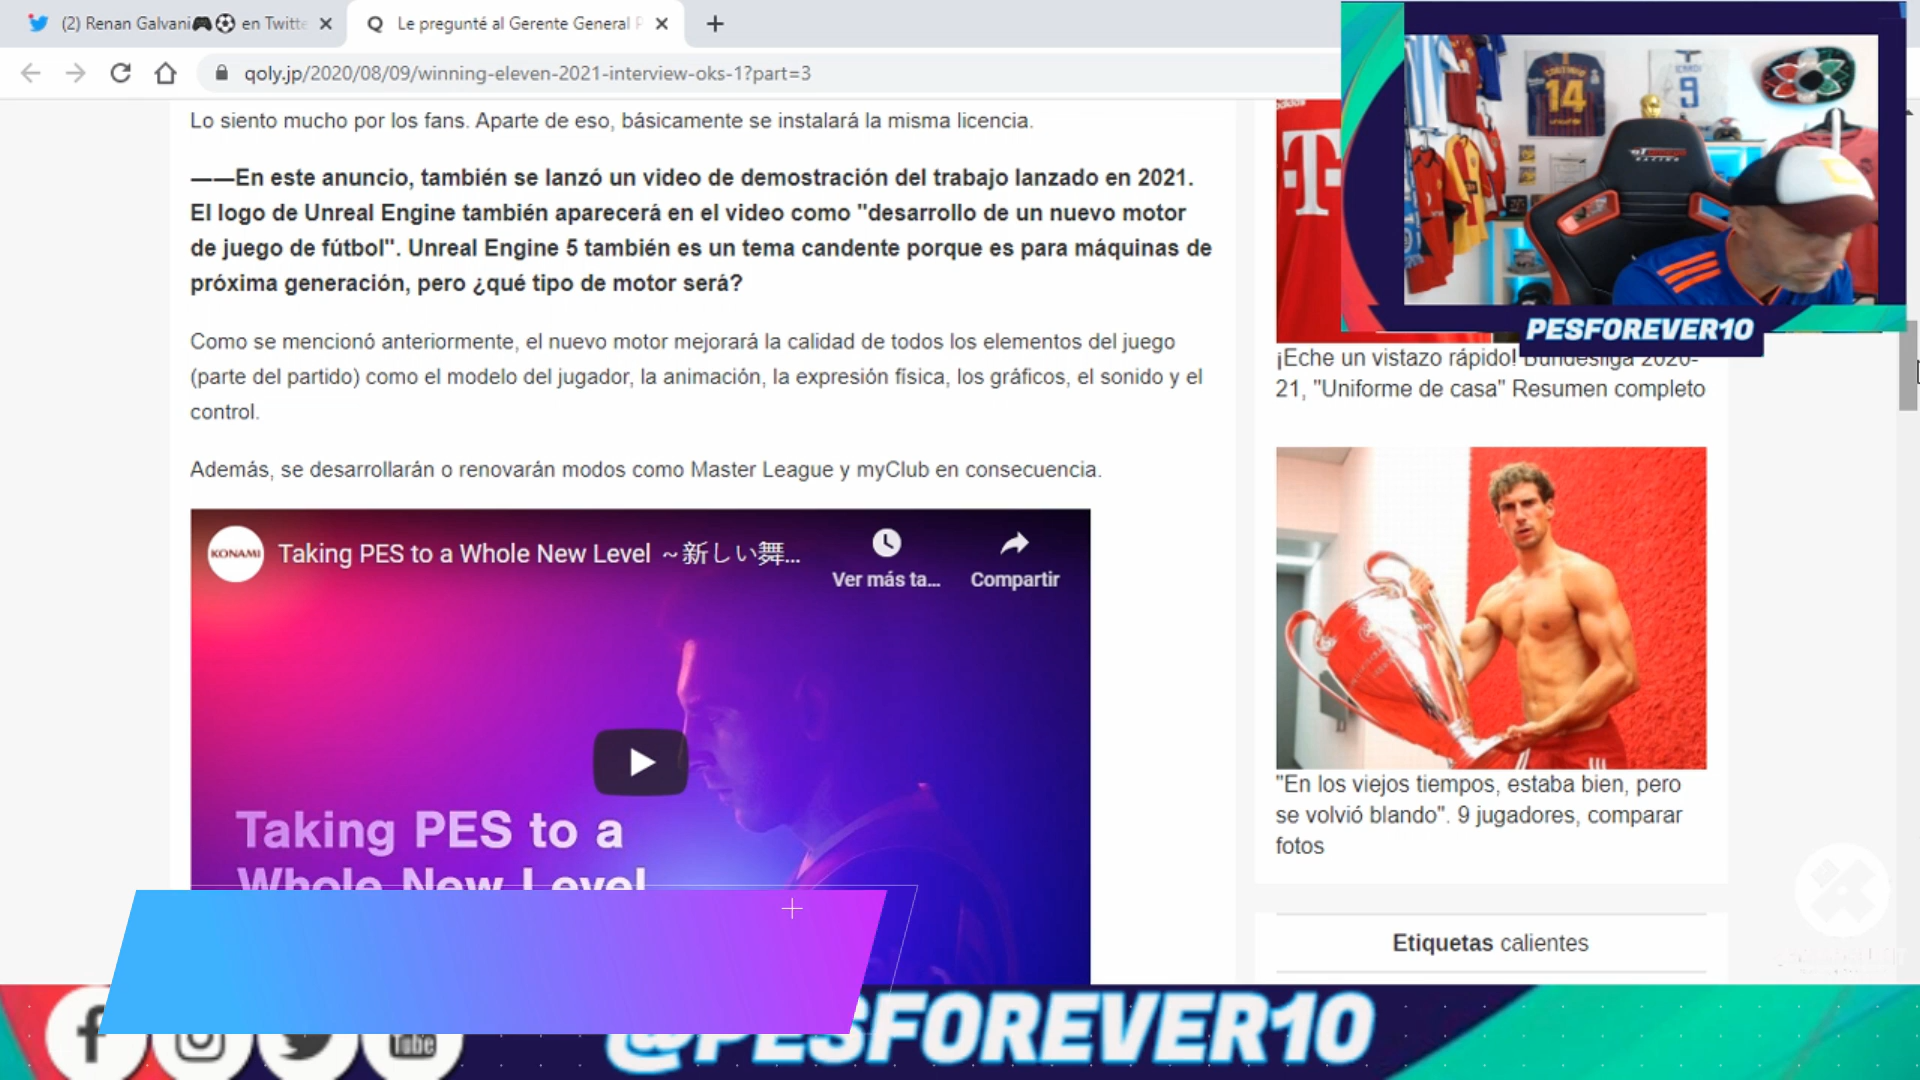 (2) Renan Galvani🎮⚽ en Twitte
Le pregunté al Gerente General P
qoly.jp/2020/08/09/winning-eleven-2021-interview-oks-1?part=3
Lo siento mucho por los fans. Aparte de eso, básicamente se instalará la misma licencia.
——En este anuncio, también se lanzó un video de demostración del trabajo lanzado en 2021.
El logo de Unreal Engine también aparecerá en el video como "desarrollo de un nuevo motor
de juego de fútbol". Unreal Engine 5 también es un tema candente porque es para máquinas de
próxima generación, pero ¿qué tipo de motor será?
Como se mencionó anteriormente, el nuevo motor mejorará la calidad de todos los elementos del juego
(parte del partido) como el modelo del jugador, la animación, la expresión física, los gráficos, el sonido y el
control.
Además, se desarrollarán o renovarán modos como Master League y myClub en consecuencia.
KONAMI
Taking PES to a Whole New Level ～新しい舞...
Ver más ta...
Compartir
Taking PES to a
Whole New Level
T
14
9
PESFOREVER10
¡Eche un vistazo rápido! Bundesliga 2020-
21, "Uniforme de casa" Resumen completo
"En los viejos tiempos, estaba bien, pero
se volvió blando". 9 jugadores, comparar
fotos
Etiquetas calientes
f
Tube
@PESFOREVER10